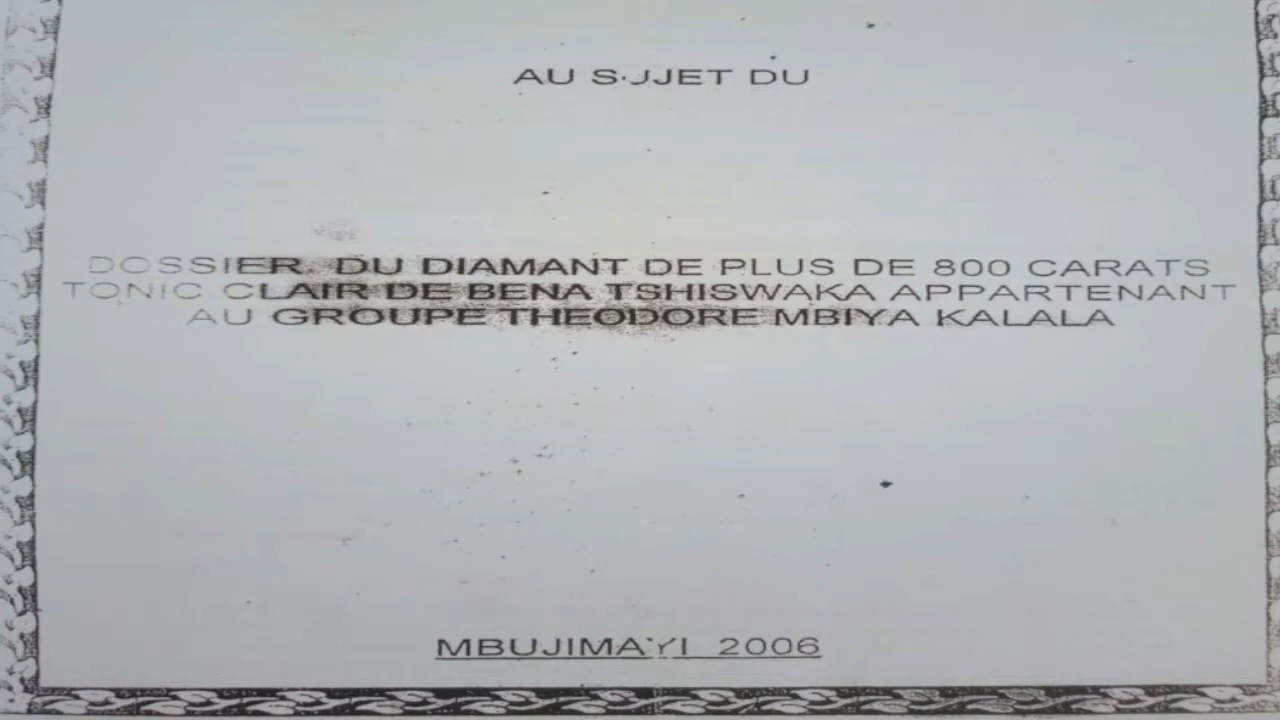 AU SUJET DU
DOSSIER. DU DIAMANT DE PLUS DE 800 CARATS
TONIC CLAIR DE BENA TSHISWAKA APPARTENANT
AU GROUPE THEODORE MBIYA KALALA
MBUJIMAYI 2006